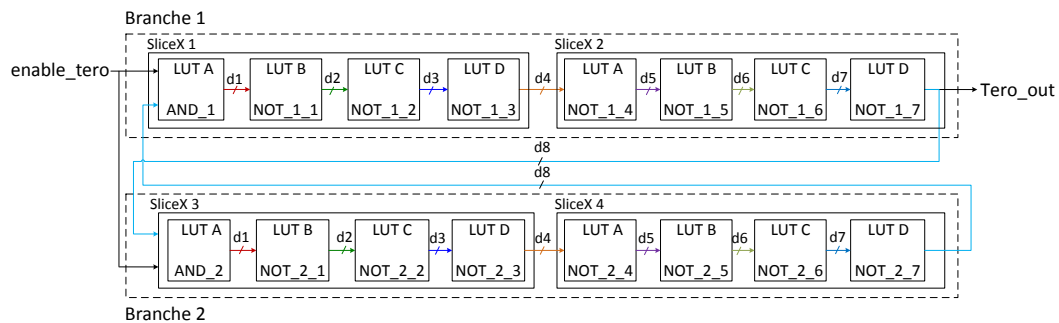 Branche 1
SliceX 1
SliceX 2
enable_tero
LUT A
d1
LUT B
d2
LUT C
d3
LUT D
d4
LUT A
d5
LUT B
d6
LUT C
d7
LUT D
Tero_out
AND_1
NOT_1_1
NOT_1_2
NOT_1_3
NOT_1_4
NOT_1_5
NOT_1_6
NOT_1_7
d8
d8
SliceX 3
SliceX 4
LUT A
d1
LUT B
d2
LUT C
d3
LUT D
d4
LUT A
d5
LUT B
d6
LUT C
d7
LUT D
AND_2
NOT_2_1
NOT_2_2
NOT_2_3
NOT_2_4
NOT_2_5
NOT_2_6
NOT_2_7
Branche 2